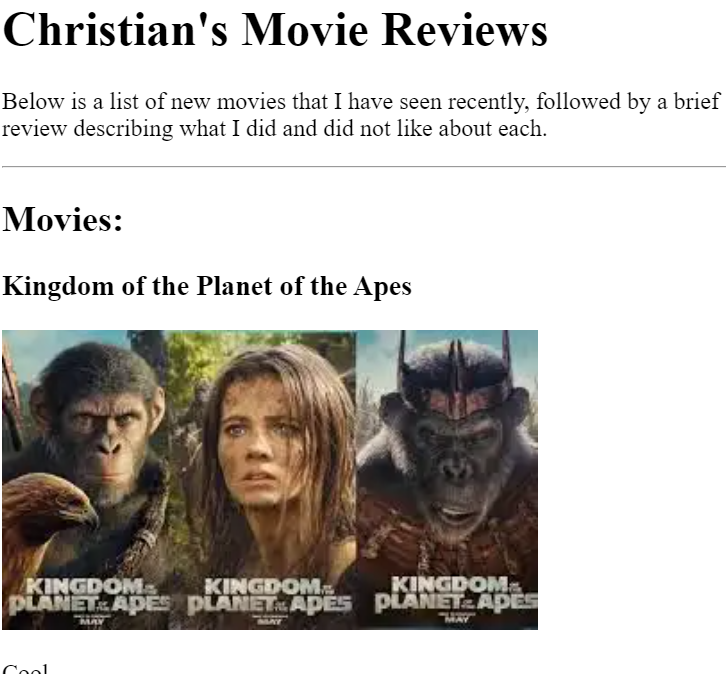 Christian's Movie Reviews
Below is a list of new movies that I have seen recently, followed by a brief
review describing what I did and did not like about each.
Movies:
Kingdom of the Planet of the Apes
KINGDOM OF THE
PLANET OF THE APES
MAY
KINGDOM OF THE
PLANET OF THE APES
MAY
KINGDOM OF THE
PLANET OF THE APES
MAY
Cool